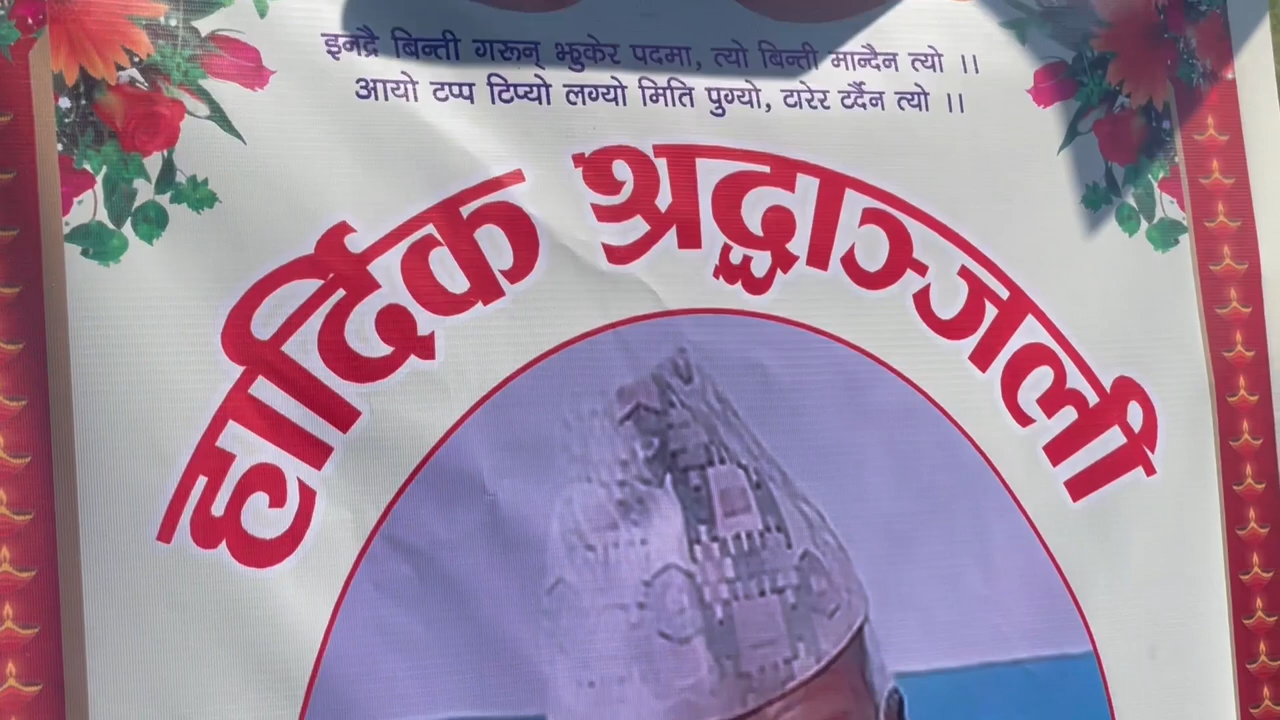 इन्द्रै बिन्ती गरून् झुकेर पदमा, त्यो बिन्ती मान्दैन त्यो ।।
आयो टप्प टिप्यो लग्यो मिति पुग्यो, टारेर टर्दैन त्यो ।।
हार्दिक श्रद्धाञ्जली